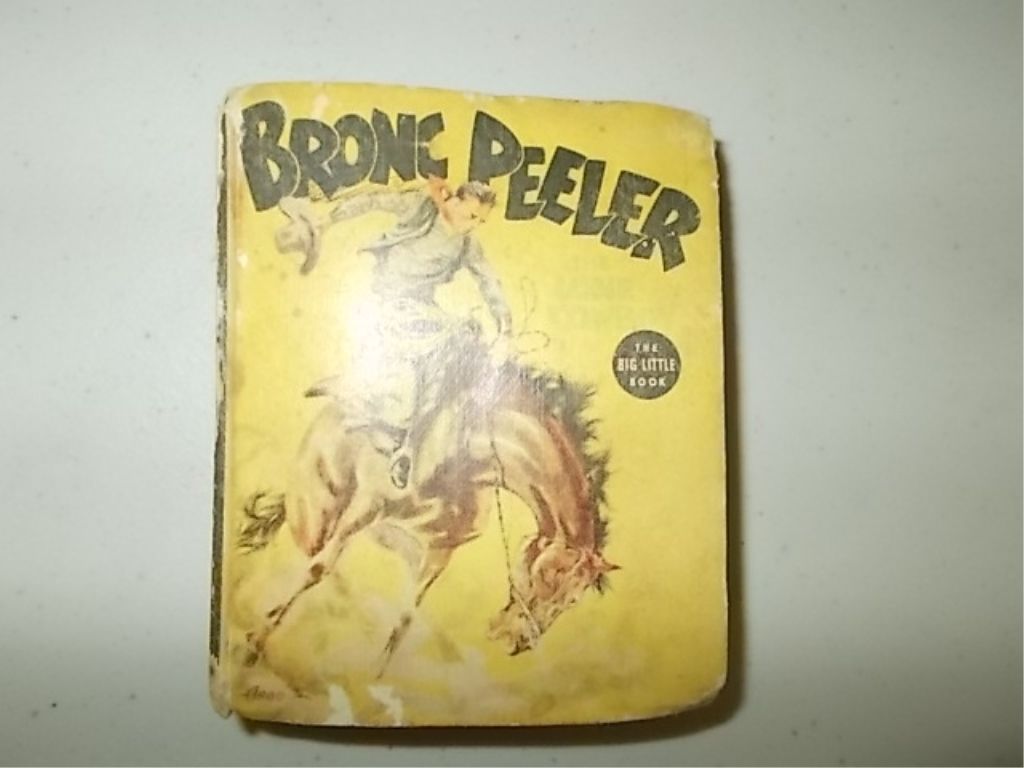 BRONC PEELER
THE
BIG LITTLE
BOOK